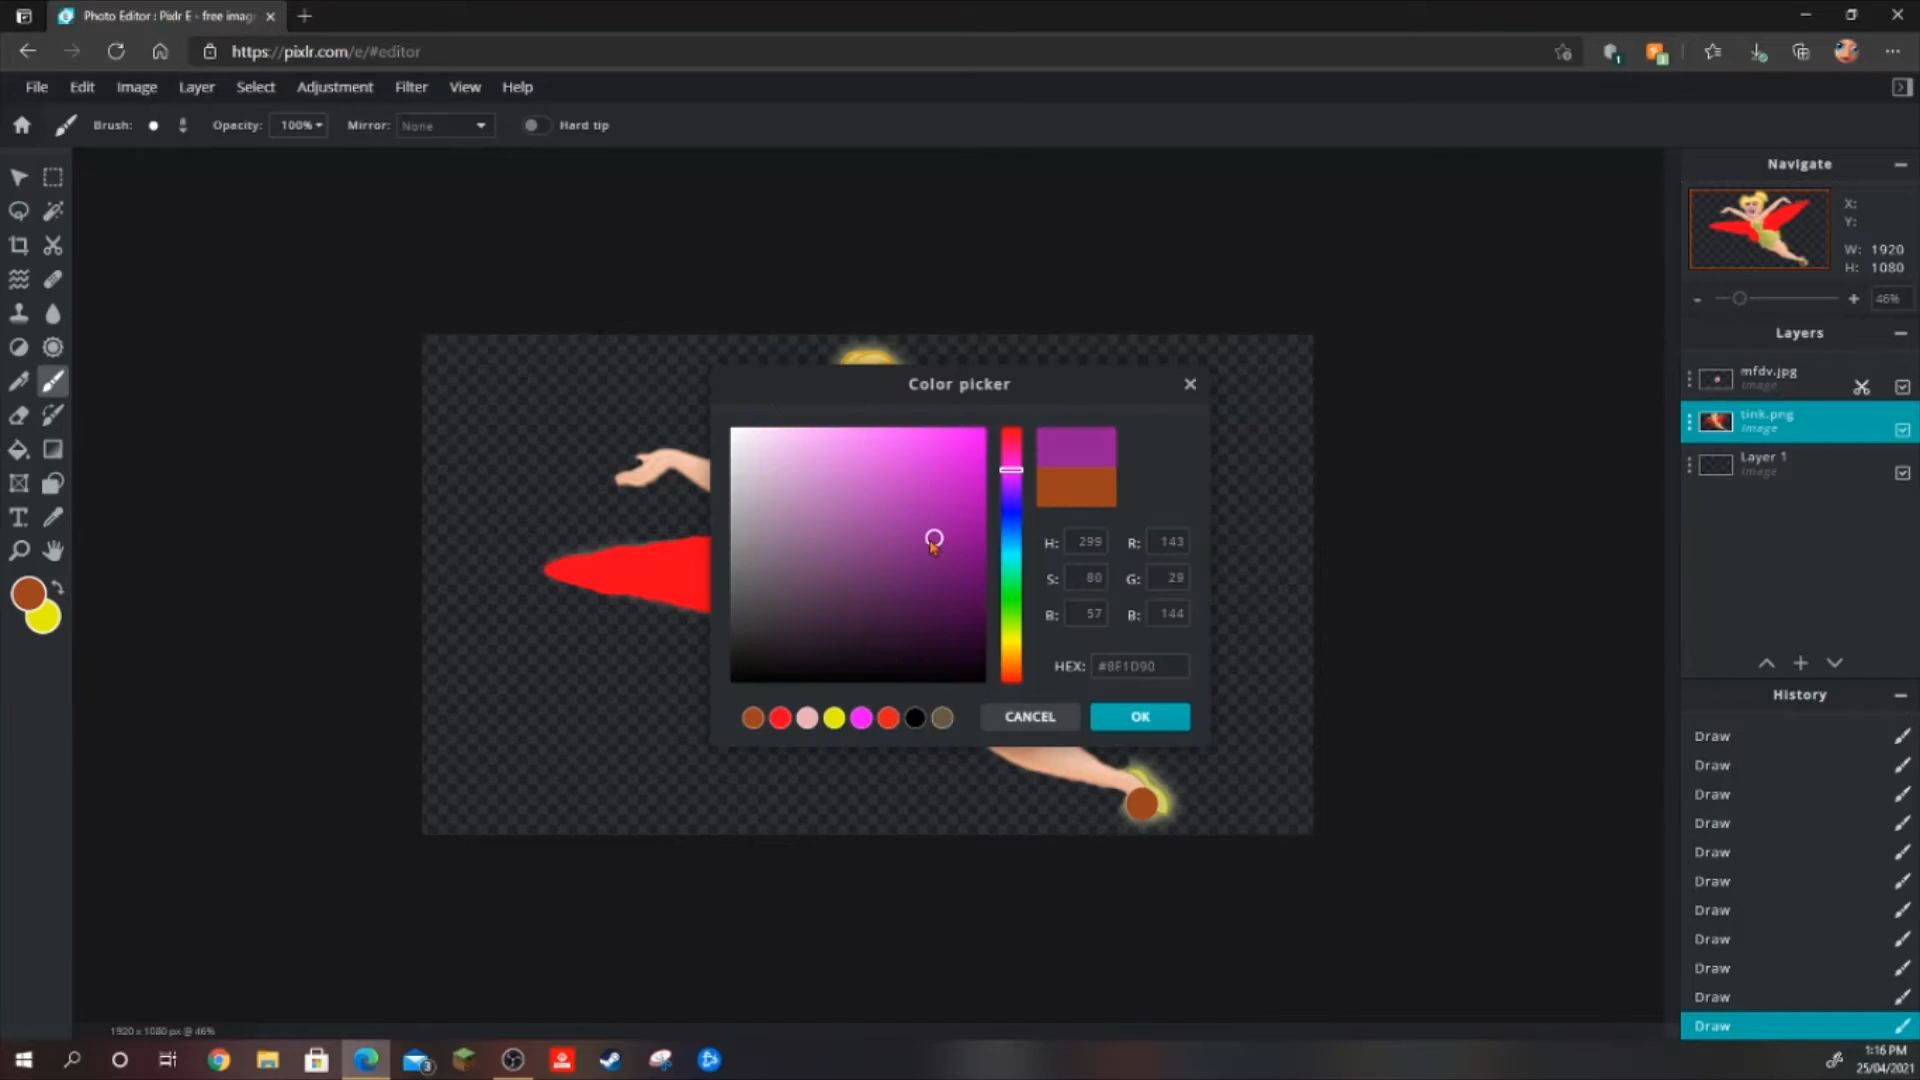 Photo Editor : Pixlr E - free imag
https://pixlr.com/e/#editor
1
3
File Edit Image Layer Select Adjustment Filter View Help
Brush: Opacity: 100% Mirror: None Hard tip
Navigate
X:
Y:
W: 1920
H: 1080
- + 46%
Layers
mfdv.jpg
Image
tink.png
Image
Layer 1
Image
Color picker
H: 299 R: 143
S: 80 G: 29
B: 57 B: 144
HEX: #8F1D90
CANCEL OK
History
Draw
Draw
Draw
Draw
Draw
Draw
Draw
Draw
Draw
Draw
Draw
1920 x 1080 px @ 46%
3
1:16 PM
25/04/2021